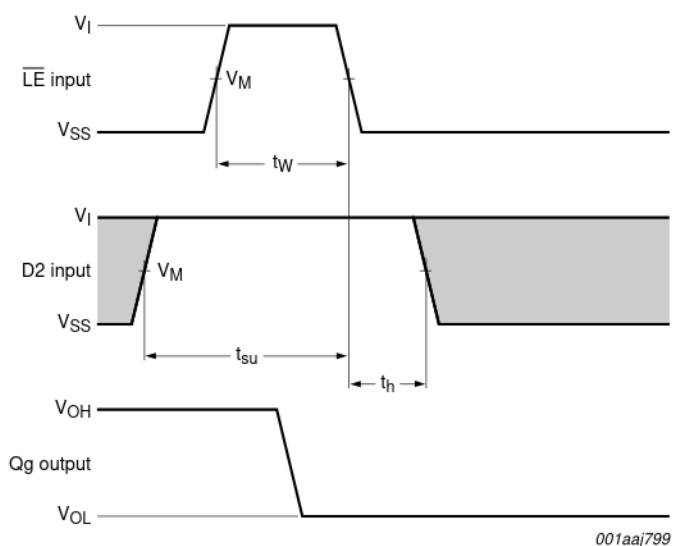 VI
LE input
VM
VSS
tW
VI
D2 input
VM
VSS
tsu
th
VOH
Qg output
VOL
001aaj799